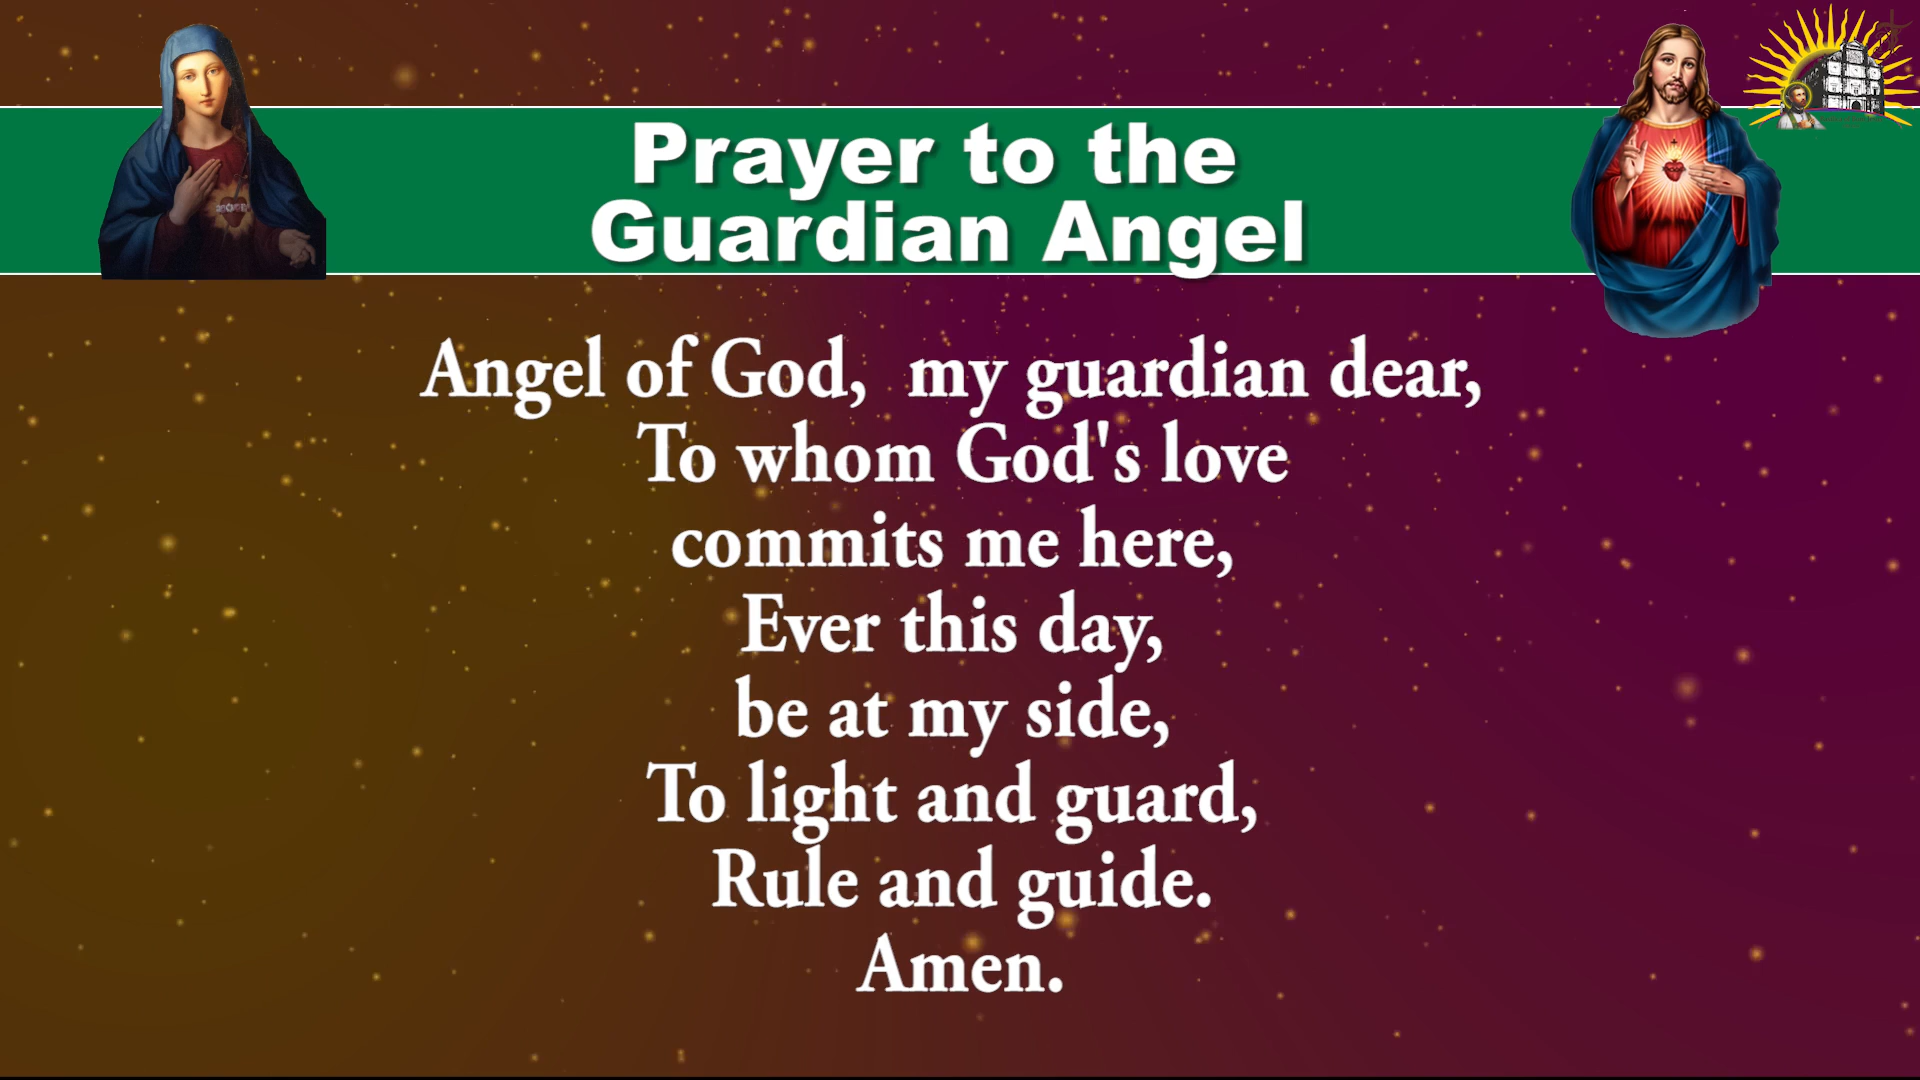 Prayer to the
Guardian Angel
Angel of God,  my guardian dear,
To whom God's love
commits me here,
Ever this day,
be at my side,
To light and guard,
Rule and guide.
Amen.